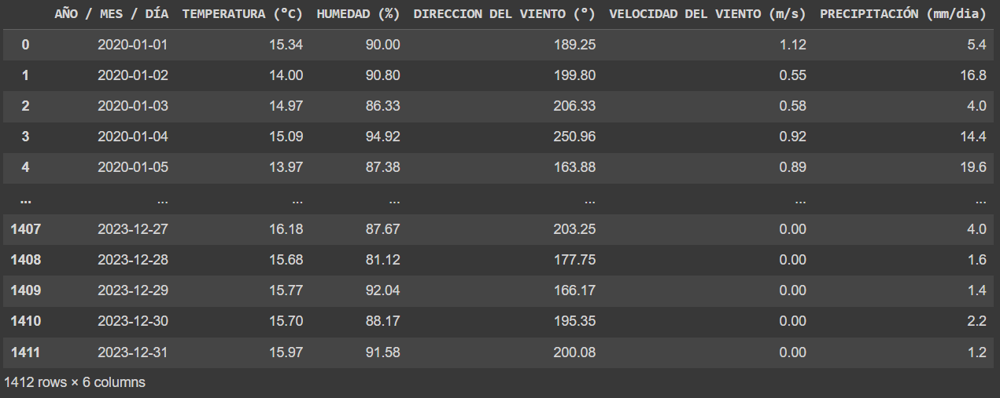 AÑO / MES / DÍA TEMPERATURA (ºC) HUMEDAD (%) DIRECCION DEL VIENTO (º) VELOCIDAD DEL VIENTO (m/s) PRECIPITACIÓN (mm/dia)
0 2020-01-01 15.34 90.00 189.25 1.12 5.4
1 2020-01-02 14.00 90.80 199.80 0.55 16.8
2 2020-01-03 14.97 86.33 206.33 0.58 4.0
3 2020-01-04 15.09 94.92 250.96 0.92 14.4
4 2020-01-05 13.97 87.38 163.88 0.89 19.6
... ... ... ... ... ... ...
1407 2023-12-27 16.18 87.67 203.25 0.00 4.0
1408 2023-12-28 15.68 81.12 177.75 0.00 1.6
1409 2023-12-29 15.77 92.04 166.17 0.00 1.4
1410 2023-12-30 15.70 88.17 195.35 0.00 2.2
1411 2023-12-31 15.97 91.58 200.08 0.00 1.2
1412 rows × 6 columns